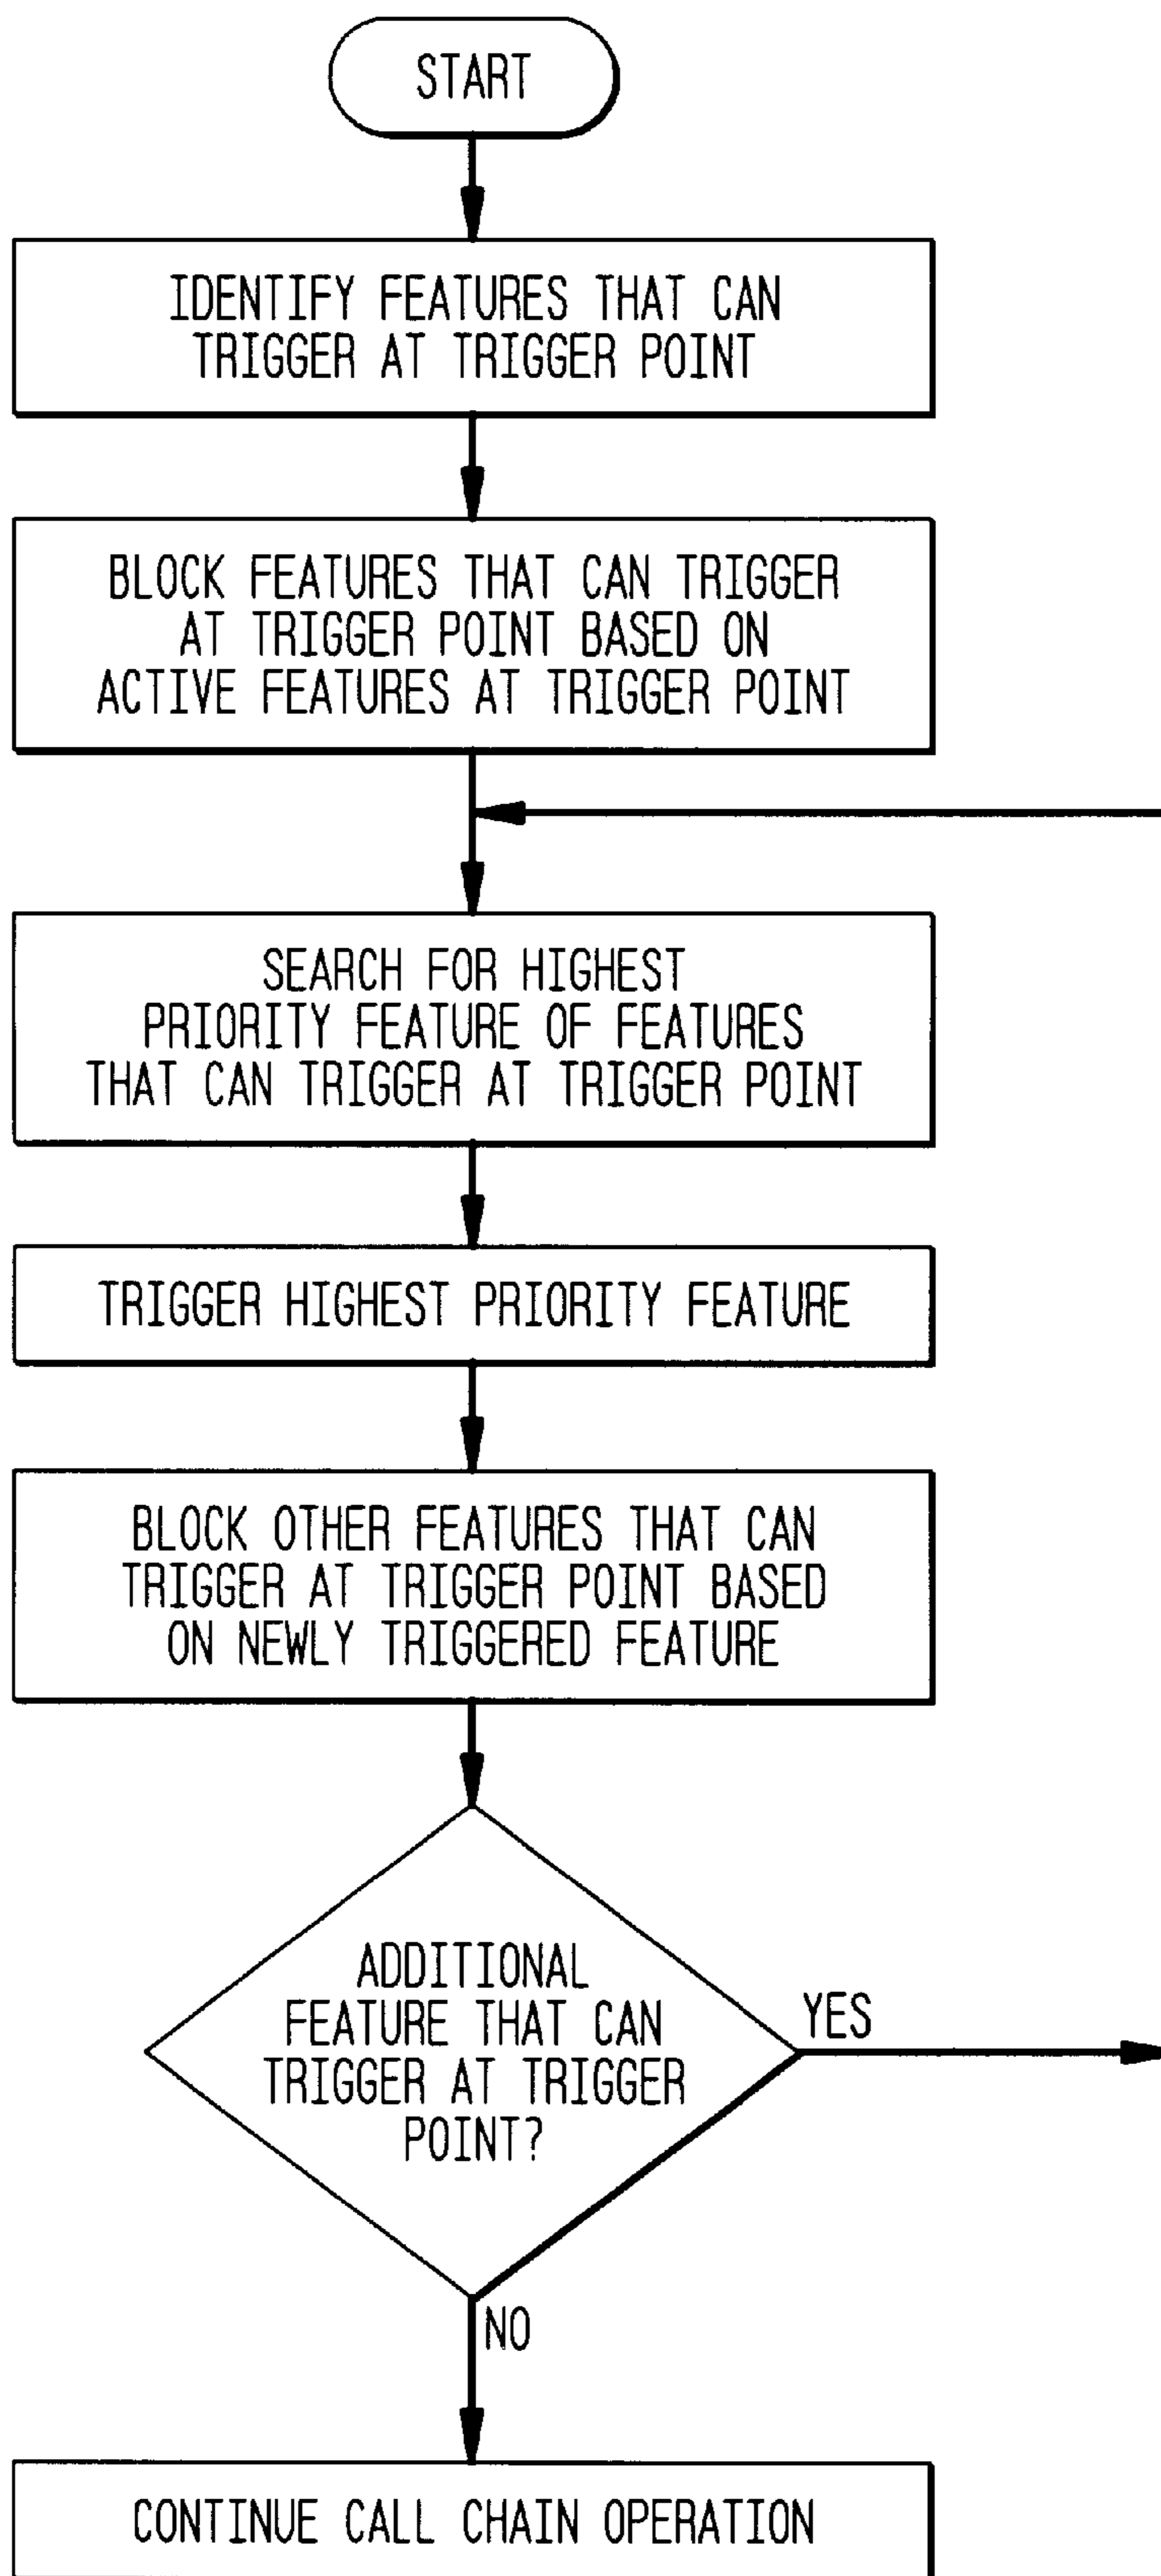 START
IDENTIFY FEATURES THAT CAN
TRIGGER AT TRIGGER POINT
BLOCK FEATURES THAT CAN TRIGGER
AT TRIGGER POINT BASED ON
ACTIVE FEATURES AT TRIGGER POINT
SEARCH FOR HIGHEST
PRIORITY FEATURE OF FEATURES
THAT CAN TRIGGER AT TRIGGER POINT
TRIGGER HIGHEST PRIORITY FEATURE
BLOCK OTHER FEATURES THAT CAN
TRIGGER AT TRIGGER POINT BASED
ON NEWLY TRIGGERED FEATURE
ADDITIONAL
FEATURE THAT CAN
TRIGGER AT TRIGGER
POINT?
YES
NO
CONTINUE CALL CHAIN OPERATION